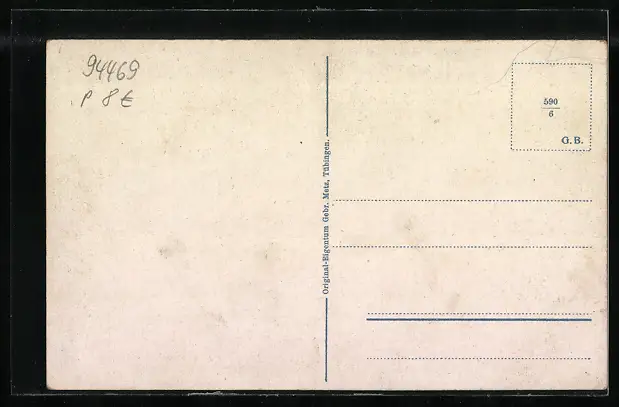 94469
P 8 €
Original-Eigentum Gebr. Metz, Tübingen.
590
6
G.B.